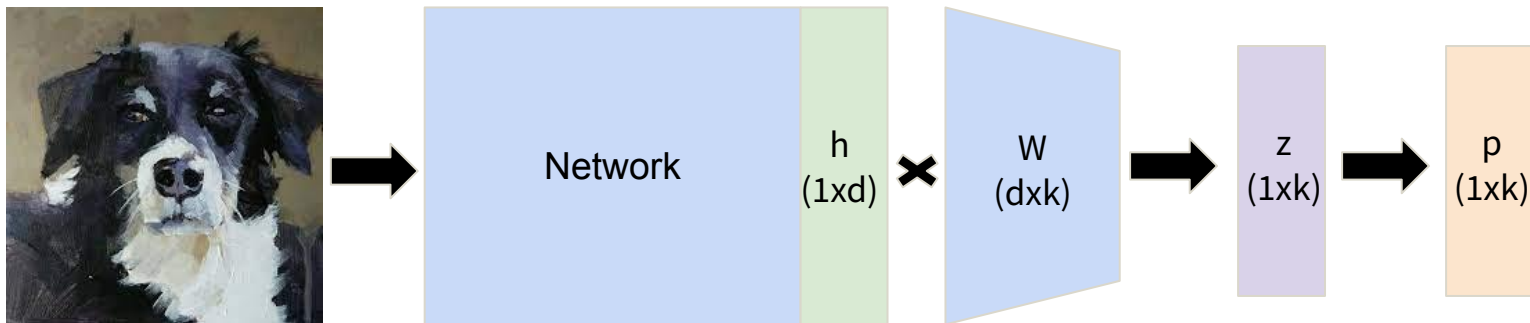 Network
h
(1xd)
W
(dxk)
z
(1xk)
p
(1xk)